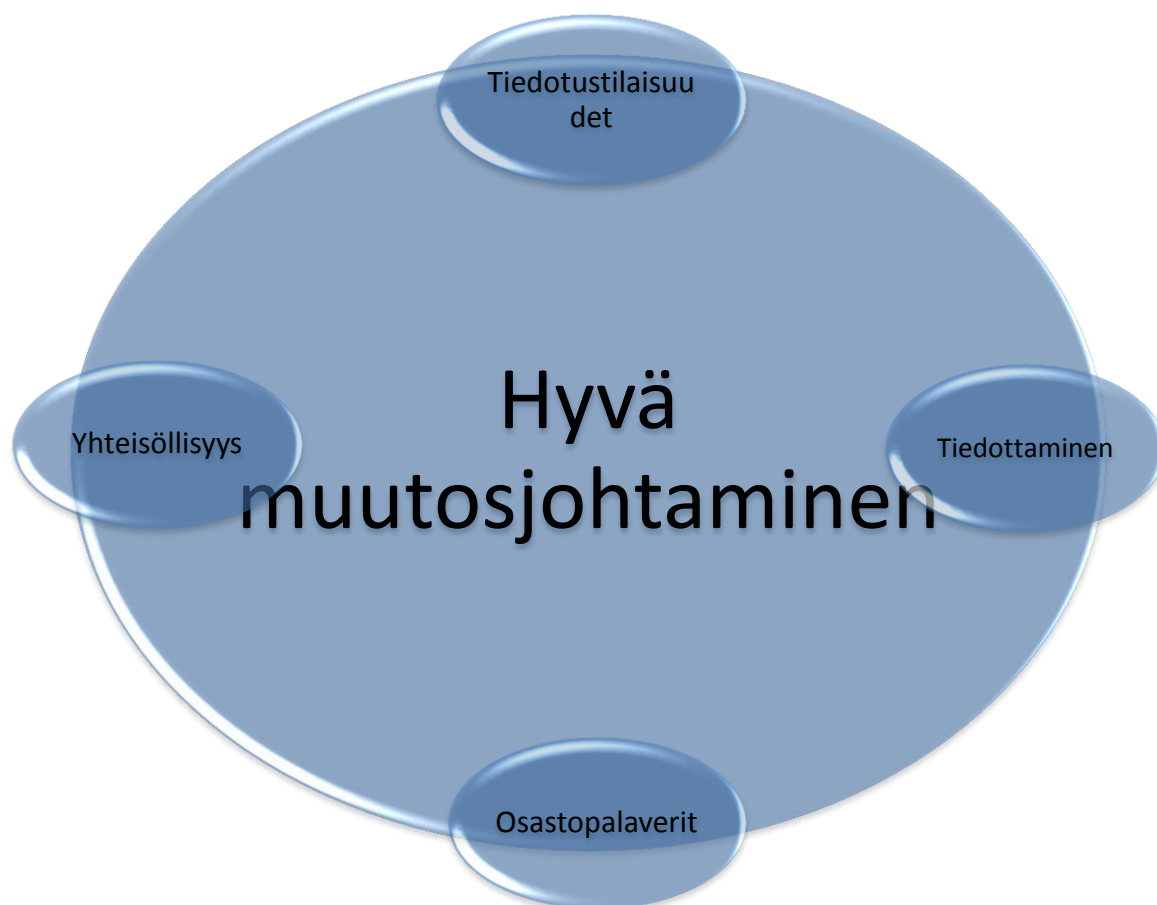 Tiedotustilaisuu
det
Hyvä
muutosjohtaminen
Yhteisöllisyys
Tiedottaminen
Osastopalaverit